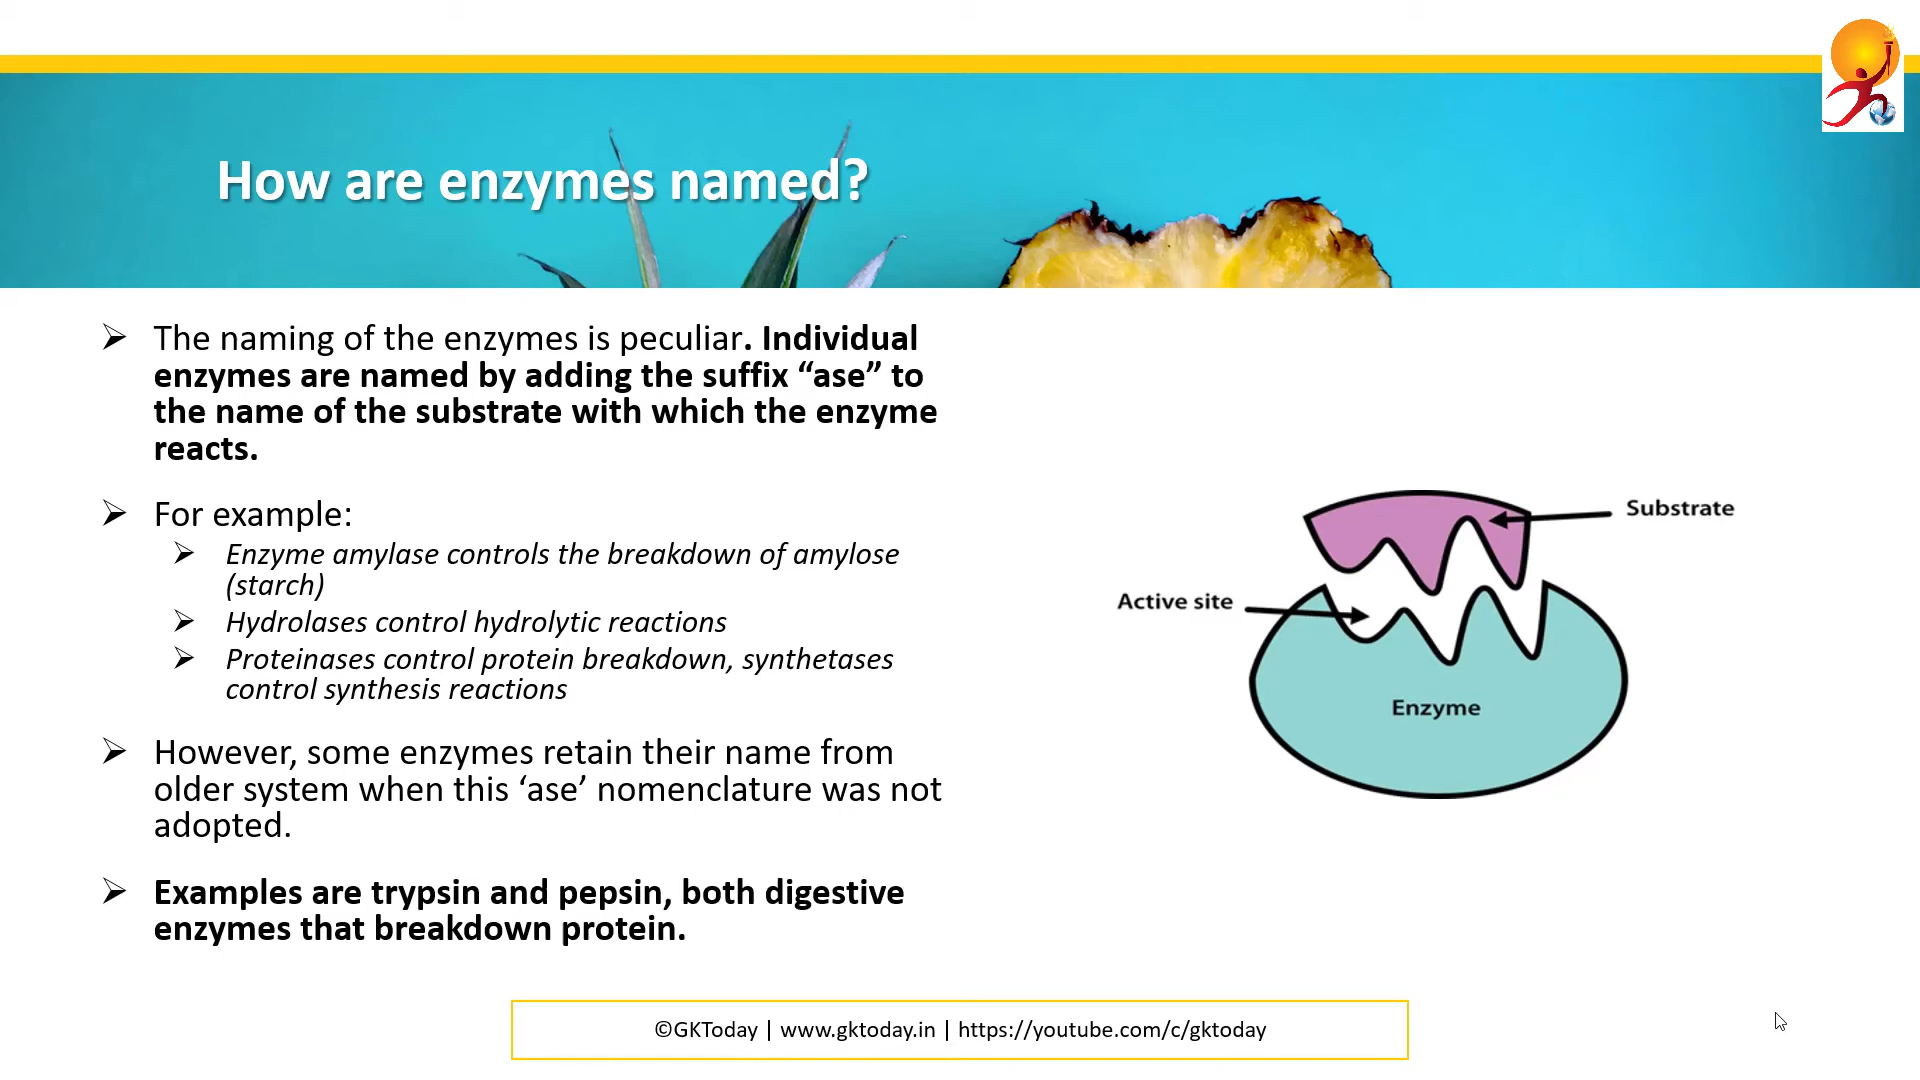 How are enzymes named?
➢ The naming of the enzymes is peculiar. Individual
enzymes are named by adding the suffix “ase” to
the name of the substrate with which the enzyme
reacts.
➢ For example:
➢ Enzyme amylase controls the breakdown of amylose
(starch)
➢ Hydrolases control hydrolytic reactions
➢ Proteinases control protein breakdown, synthetases
control synthesis reactions
➢ However, some enzymes retain their name from
older system when this ‘ase’ nomenclature was not
adopted.
➢ Examples are trypsin and pepsin, both digestive
enzymes that breakdown protein.
Substrate
Active site
Enzyme
©GKToday | www.gktoday.in | https://youtube.com/c/gktoday